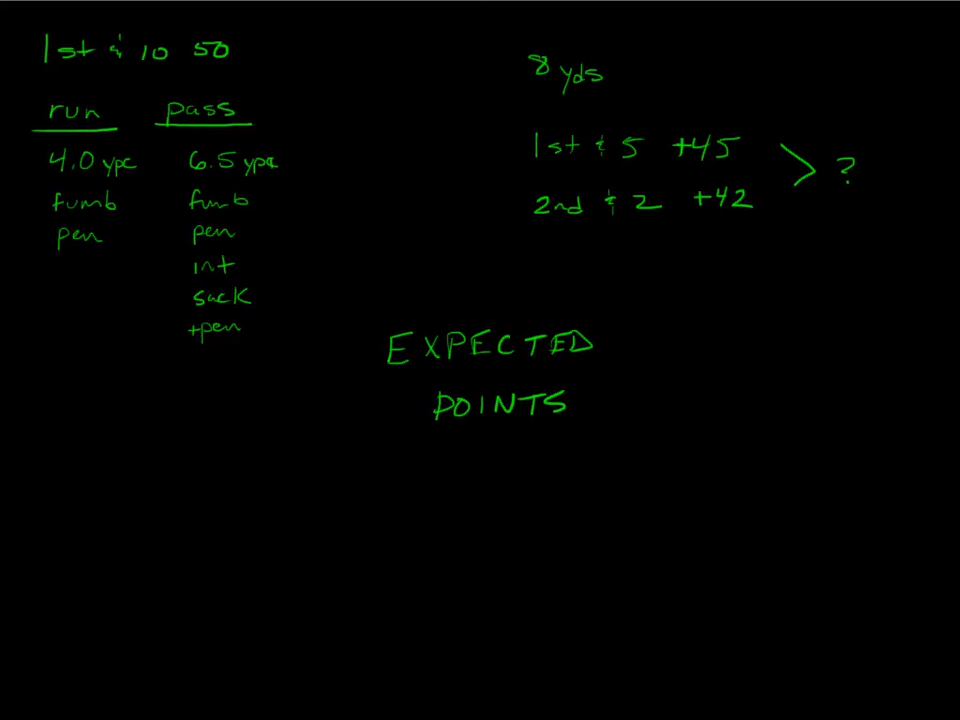 1st & 10 50
run pass
4.0 ypc 6.5 ypa
fumb fumb
pen pen
int
sack
+pen
8 yds
1st & 5 +45
2nd & 2 +42
> ?
EXPECTED
POINTS